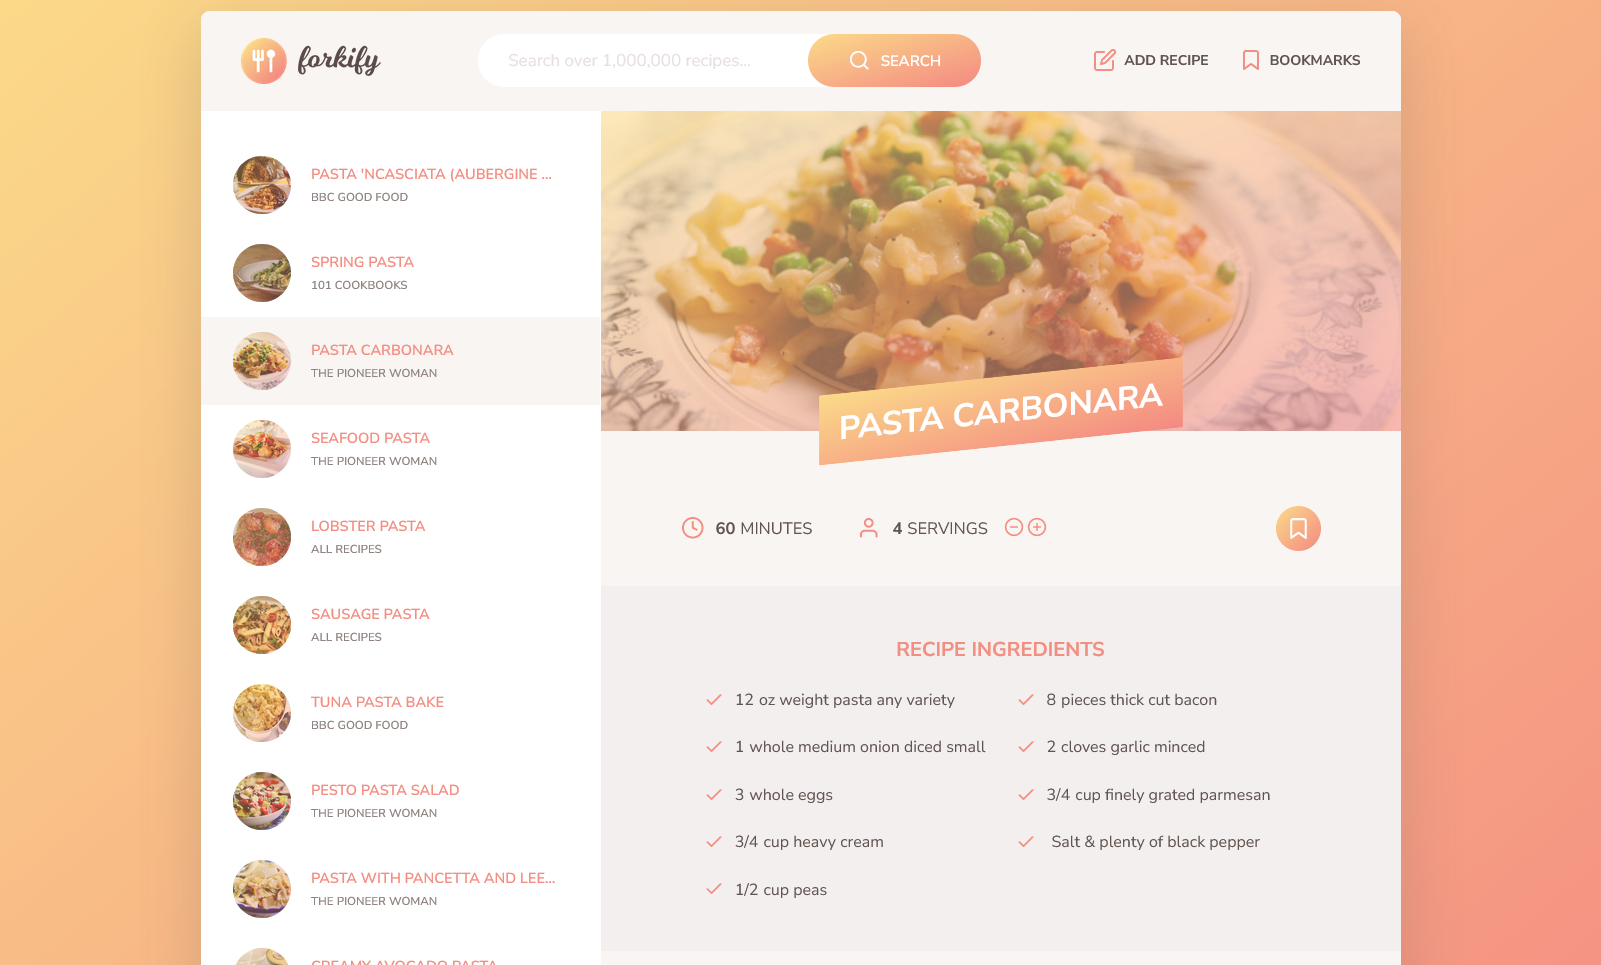 forkify
Search over 1,000,000 recipes...
SEARCH
ADD RECIPE
BOOKMARKS
PASTA 'NCASCIATA (AUBERGINE ...
BBC GOOD FOOD
SPRING PASTA
101 COOKBOOKS
PASTA CARBONARA
THE PIONEER WOMAN
SEAFOOD PASTA
THE PIONEER WOMAN
LOBSTER PASTA
ALL RECIPES
SAUSAGE PASTA
ALL RECIPES
TUNA PASTA BAKE
BBC GOOD FOOD
PESTO PASTA SALAD
THE PIONEER WOMAN
PASTA WITH PANCETTA AND LEE...
THE PIONEER WOMAN
CREAMY AVOCADO PASTA
PASTA CARBONARA
60 MINUTES
4 SERVINGS
RECIPE INGREDIENTS
12 oz weight pasta any variety
8 pieces thick cut bacon
1 whole medium onion diced small
2 cloves garlic minced
3 whole eggs
3/4 cup finely grated parmesan
3/4 cup heavy cream
Salt & plenty of black pepper
1/2 cup peas